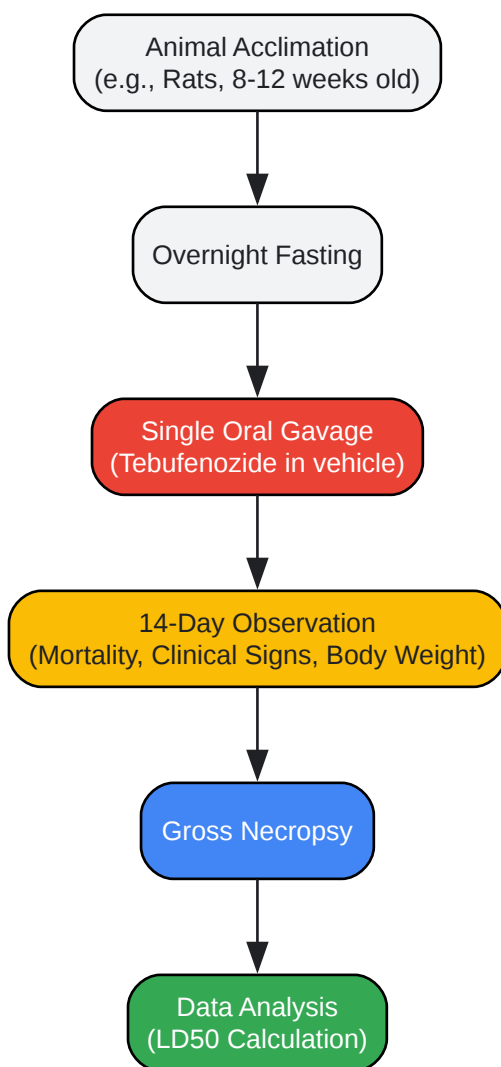 Animal Acclimation
(e.g., Rats, 8-12 weeks old)
Overnight Fasting
Single Oral Gavage
(Tebufenozide in vehicle)
14-Day Observation
(Mortality, Clinical Signs, Body Weight)
Gross Necropsy
Data Analysis
(LD50 Calculation)